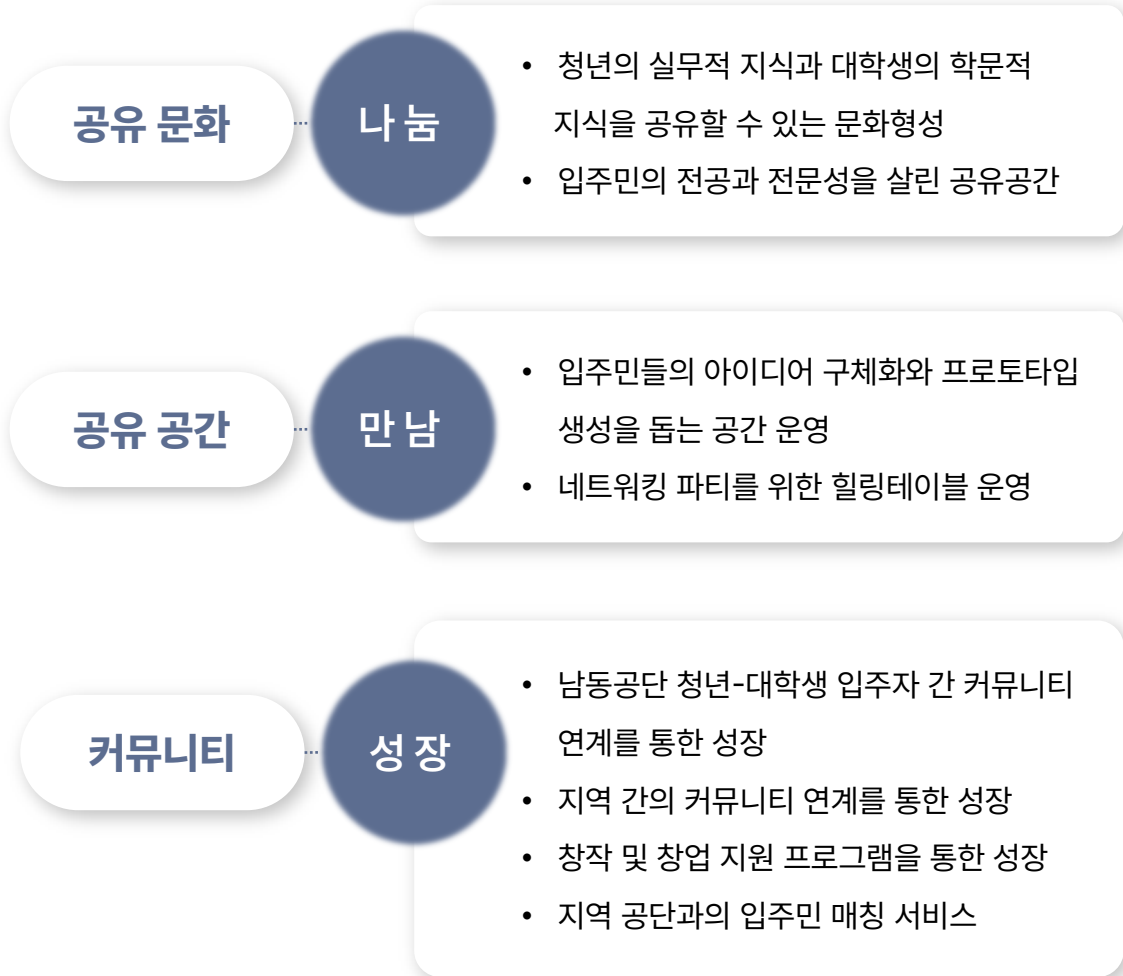 공유 문화
나눔
• 청년의 실무적 지식과 대학생의 학문적
지식을 공유할 수 있는 문화형성
• 입주민의 전공과 전문성을 살린 공유공간
공유 공간
만남
• 입주민들의 아이디어 구체화와 프로토타입
생성을 돕는 공간 운영
• 네트워킹 파티를 위한 힐링테이블 운영
커뮤니티
성장
• 남동공단 청년-대학생 입주자 간 커뮤니티
연계를 통한 성장
• 지역 간의 커뮤니티 연계를 통한 성장
• 창작 및 창업 지원 프로그램을 통한 성장
• 지역 공단과의 입주민 매칭 서비스